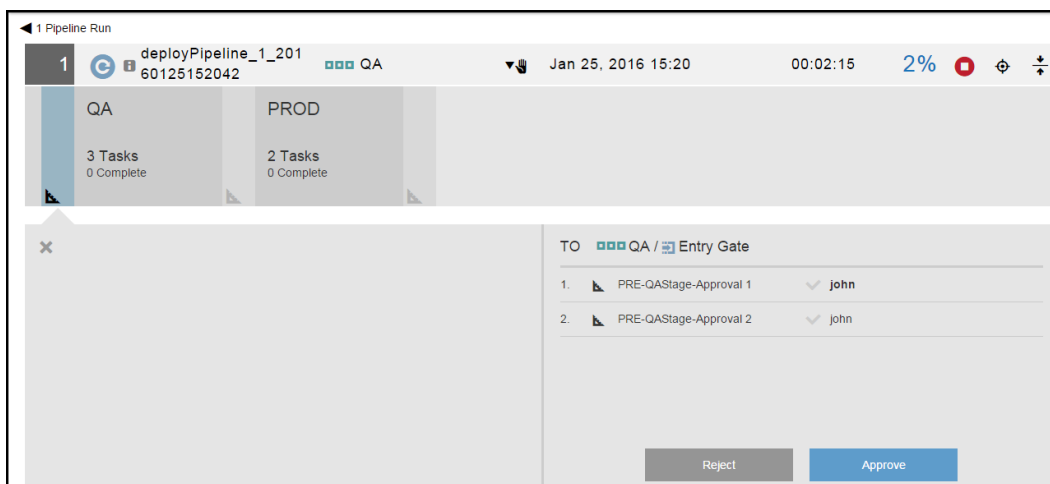 1 Pipeline Run
1 deployPipeline_1_201 QA Jan 25, 2016 15:20 00:02:15 2%
60125152042
QA PROD
3 Tasks 2 Tasks
0 Complete 0 Complete
TO QA / Entry Gate
1. PRE-QAStage-Approval 1 john
2. PRE-QAStage-Approval 2 john
Reject Approve